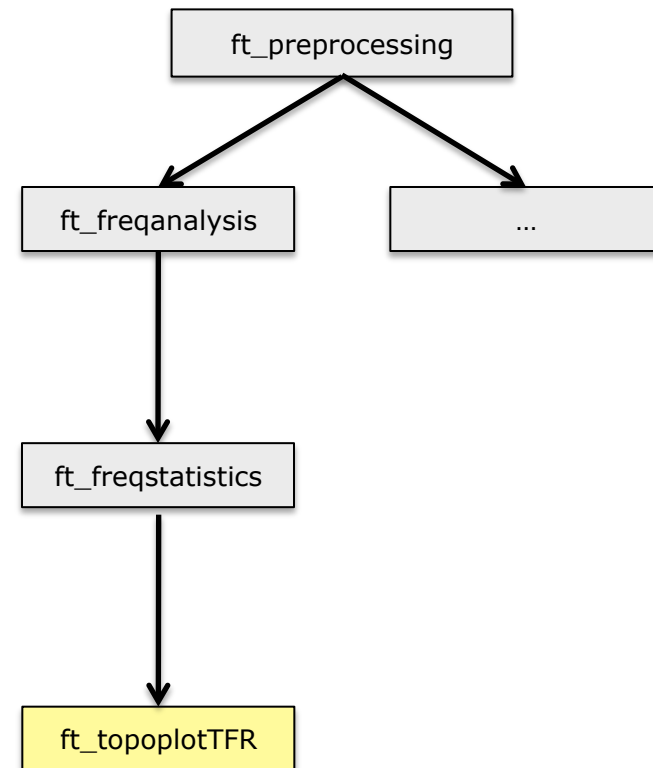 ft_preprocessing
ft_freqanalysis
…
ft_freqstatistics
ft_topoplotTFR